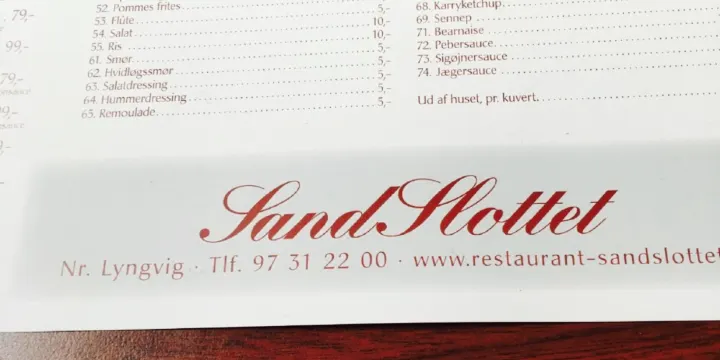 79,-
99,-
79,-
52. Pommes frites 5,-
53. Flûte 10,-
54. Salat 10,-
55. Ris 5,-
61. Smør 5,-
62. Hvidløgssmør 5,-
63. Salatdressing 5,-
64. Hummerdressing 5,-
65. Remoulade 5,-
68. Karryketchup
69. Sennep
71. Bearnaise
72. Pebersauce
73. Sigøjnersauce
74. Jægersauce
Ud af huset, pr. kuvert.
SandSlottet
Nr. Lyngvig · Tlf. 97 31 22 00 · www.restaurant-sandslottet